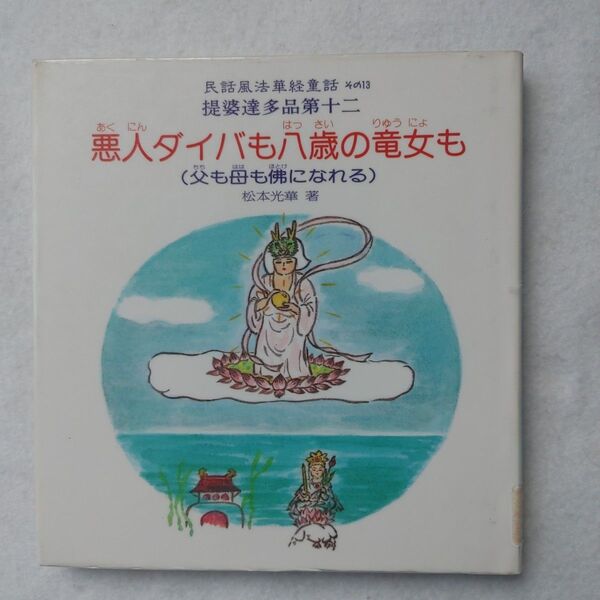 民話風法華経童話 その13
提婆達多品第十二
あく にん はっ さい りゅう にょ
悪人ダイバも八歳の竜女も
ちち はは ほとけ
(父も母も佛になれる)
松本光華 著